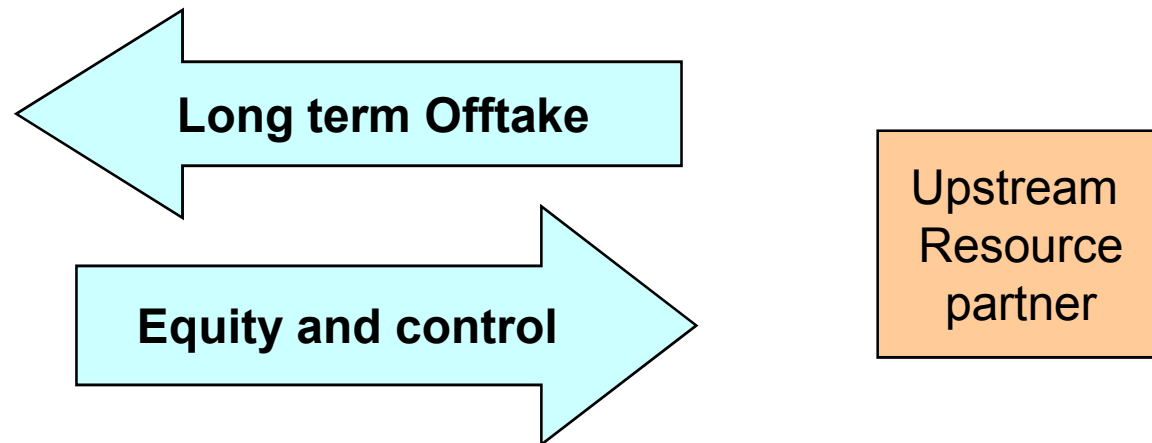 Long term Offtake
Upstream
Resource
partner
Equity and control